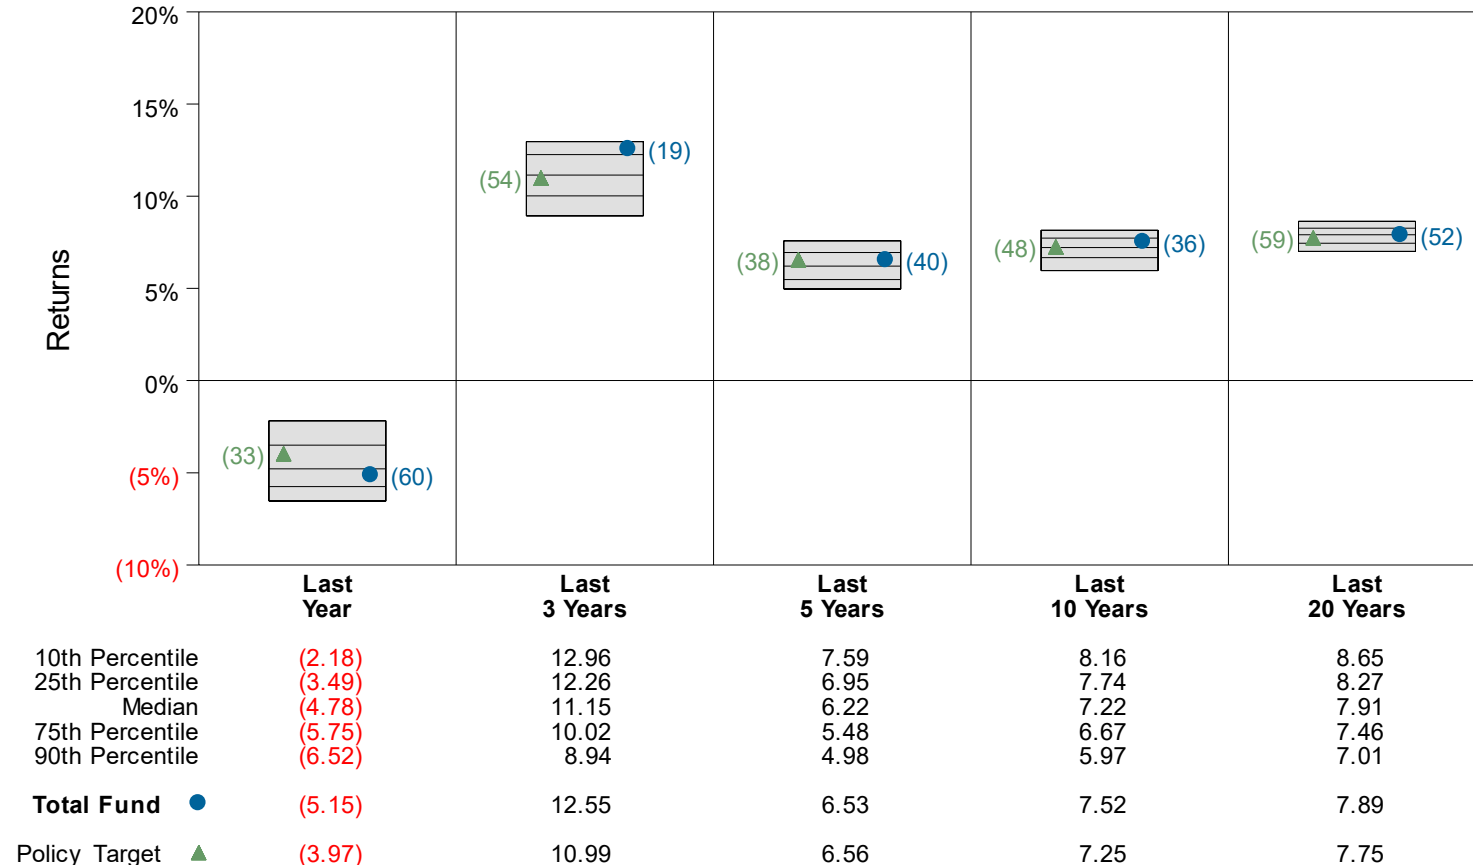 20%
15%
10%
5%
0%
(5%)
(10%)
Returns
(33)
(60)
(54)
(19)
(38)
(40)
(48)
(36)
(59)
(52)
Last Year
Last 3 Years
Last 5 Years
Last 10 Years
Last 20 Years
10th Percentile (2.18) 12.96 7.59 8.16 8.65
25th Percentile (3.49) 12.26 6.95 7.74 8.27
Median (4.78) 11.15 6.22 7.22 7.91
75th Percentile (5.75) 10.02 5.48 6.67 7.46
90th Percentile (6.52) 8.94 4.98 5.97 7.01
Total Fund (5.15) 12.55 6.53 7.52 7.89
Policy Target (3.97) 10.99 6.56 7.25 7.75